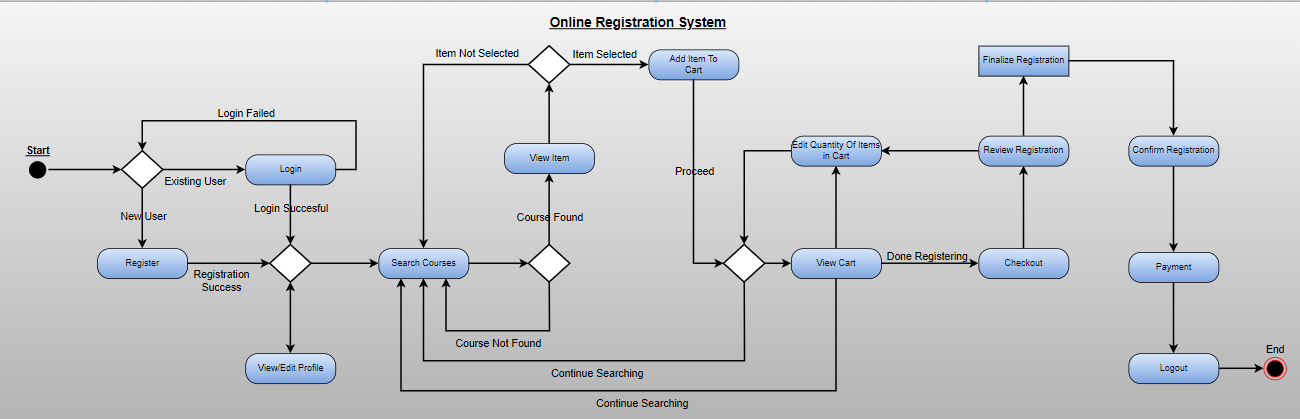 Online Registration System
Item Not Selected
Item Selected
Add Item To
Cart
Finalize Registration
Login Failed
Start
Existing User
Login
View Item
Proceed
Edit Quantity Of Items
in Cart
Review Registration
Confirm Registration
New User
Login Succesful
Course Found
Register
Registration
Success
Search Courses
View Cart
Done Registering
Checkout
Payment
Course Not Found
View/Edit Profile
Continue Searching
Continue Searching
Logout
End